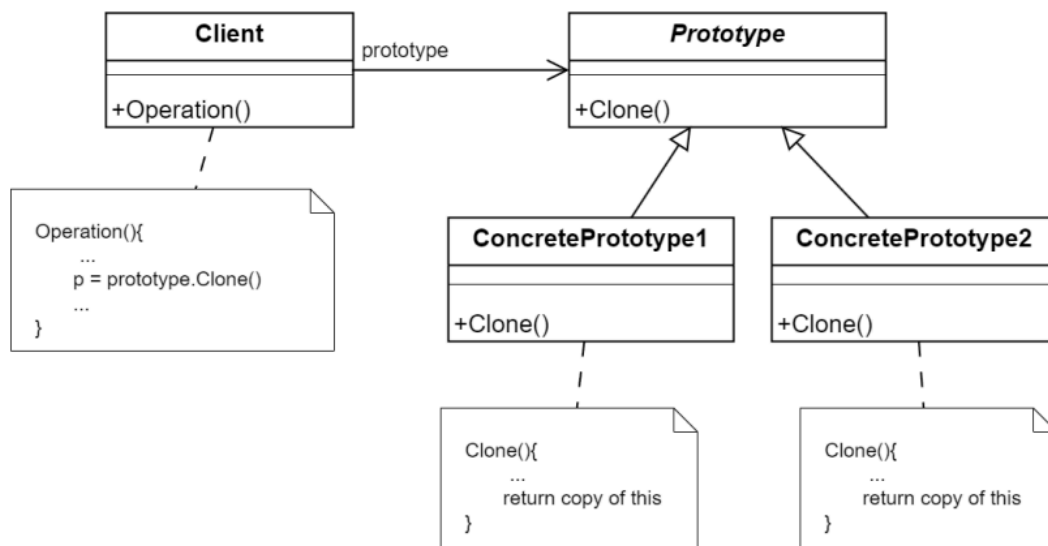 Client
+Operation()
prototype
Prototype
+Clone()
Operation(){
...
p = prototype.Clone()
...
}
ConcretePrototype1
+Clone()
ConcretePrototype2
+Clone()
Clone(){
...
return copy of this
}
Clone(){
...
return copy of this
}